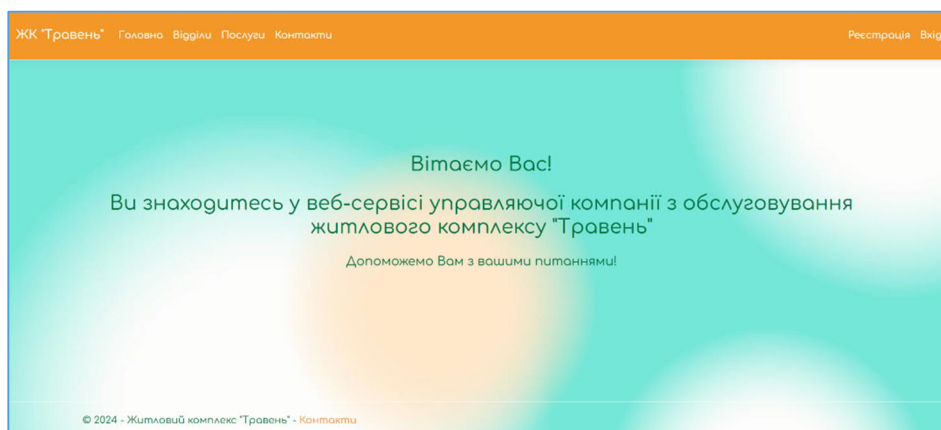 ЖК "Травень" Головна Відділи Послуги Контакти Реєстрація Вхід
Вітаємо Вас!
Ви знаходитесь у веб-сервісі управляючої компанії з обслуговування
житлового комплексу "Травень"
Допоможемо Вам з вашими питаннями!
© 2024 - Житловий комплекс "Травень" - Контакти